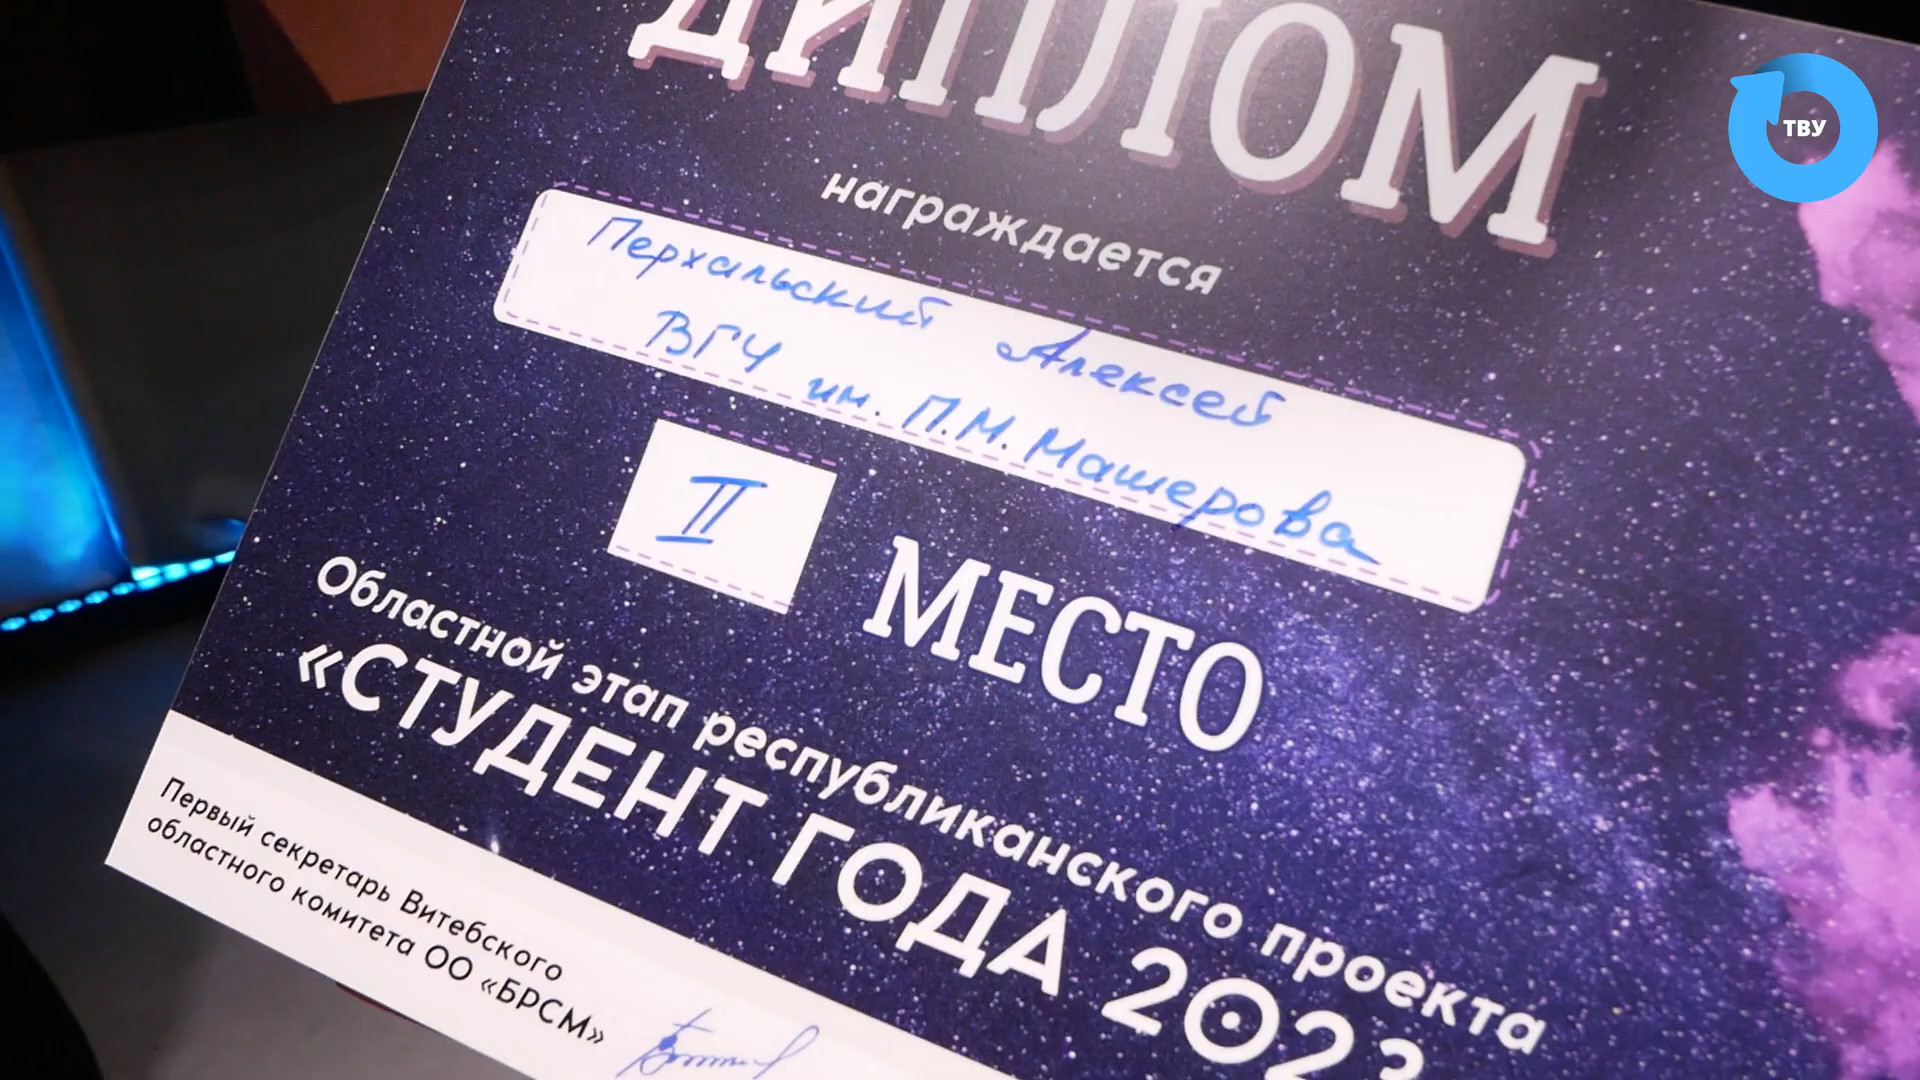 ДИПЛОМ
ТВУ
награждается
Перхальский Алексей
ВГУ им. П.М. Машерова
II МЕСТО
Областной этап республиканского проекта
«СТУДЕНТ ГОДА 2023
Первый секретарь Витебского
областного комитета ОО «БРСМ»